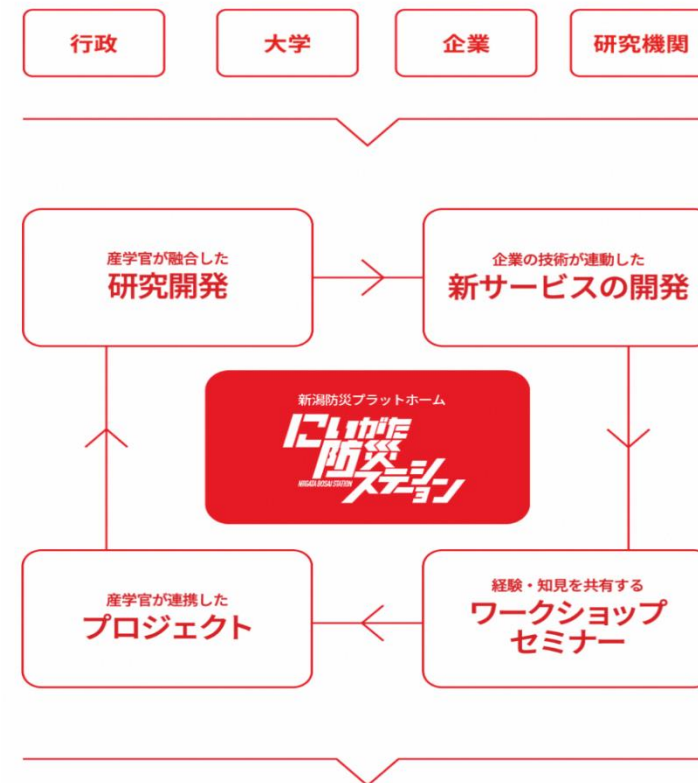 行政
大学
企業
研究機関
産学官が融合した
研究開発
企業の技術が連動した
新サービスの開発
新潟防災プラットホーム
にいがた
防災
NIIGATA BOSAI STATION
ステーション
産学官が連携した
プロジェクト
経験・知見を共有する
ワークショップ
セミナー